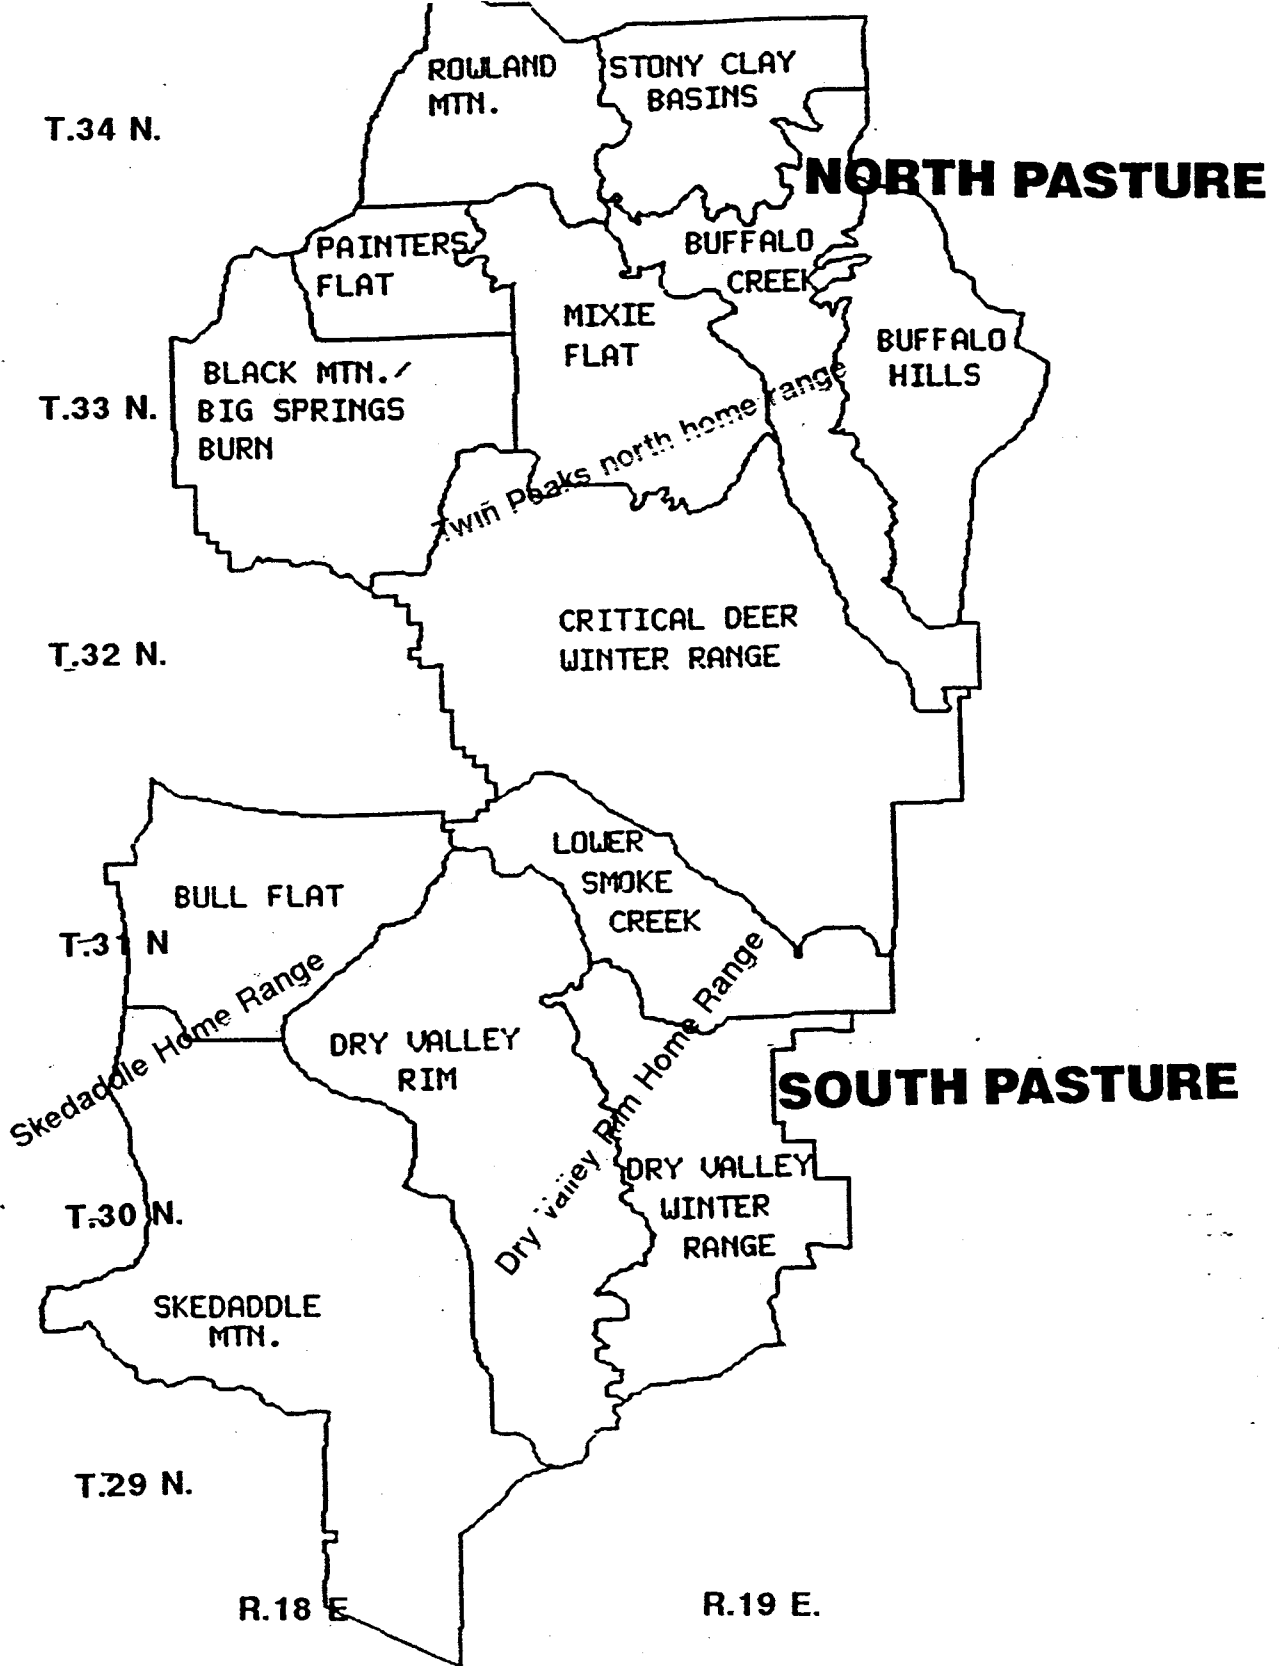 ROWLAND
MTN.
STONY CLAY
BASINS
T.34 N.
NORTH PASTURE
PAINTERS
FLAT
BUFFALO
CREEK
MIXIE
FLAT
BUFFALO
HILLS
BLACK MTN./
BIG SPRINGS
BURN
T.33 N.
Twin Peaks north home range
CRITICAL DEER
WINTER RANGE
T.32 N.
LOWER
SMOKE
CREEK
BULL FLAT
T.31 N
Skedaddle Home Range
DRY VALLEY
RIM
Dry Valley Rim Home Range
SOUTH PASTURE
DRY VALLEY
WINTER
RANGE
T.30 N.
SKEDADDLE
MTN.
T.29 N.
R.18 E
R.19 E.